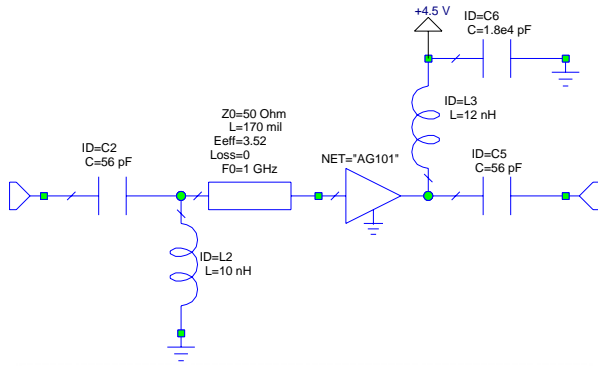 +4.5 V
ID=C6
C=1.8e4 pF
ID=L3
L=12 nH
Z0=50 Ohm
L=170 mil
Eeff=3.52
Loss=0
F0=1 GHz
ID=C2
C=56 pF
NET="AG101"
ID=C5
C=56 pF
ID=L2
L=10 nH